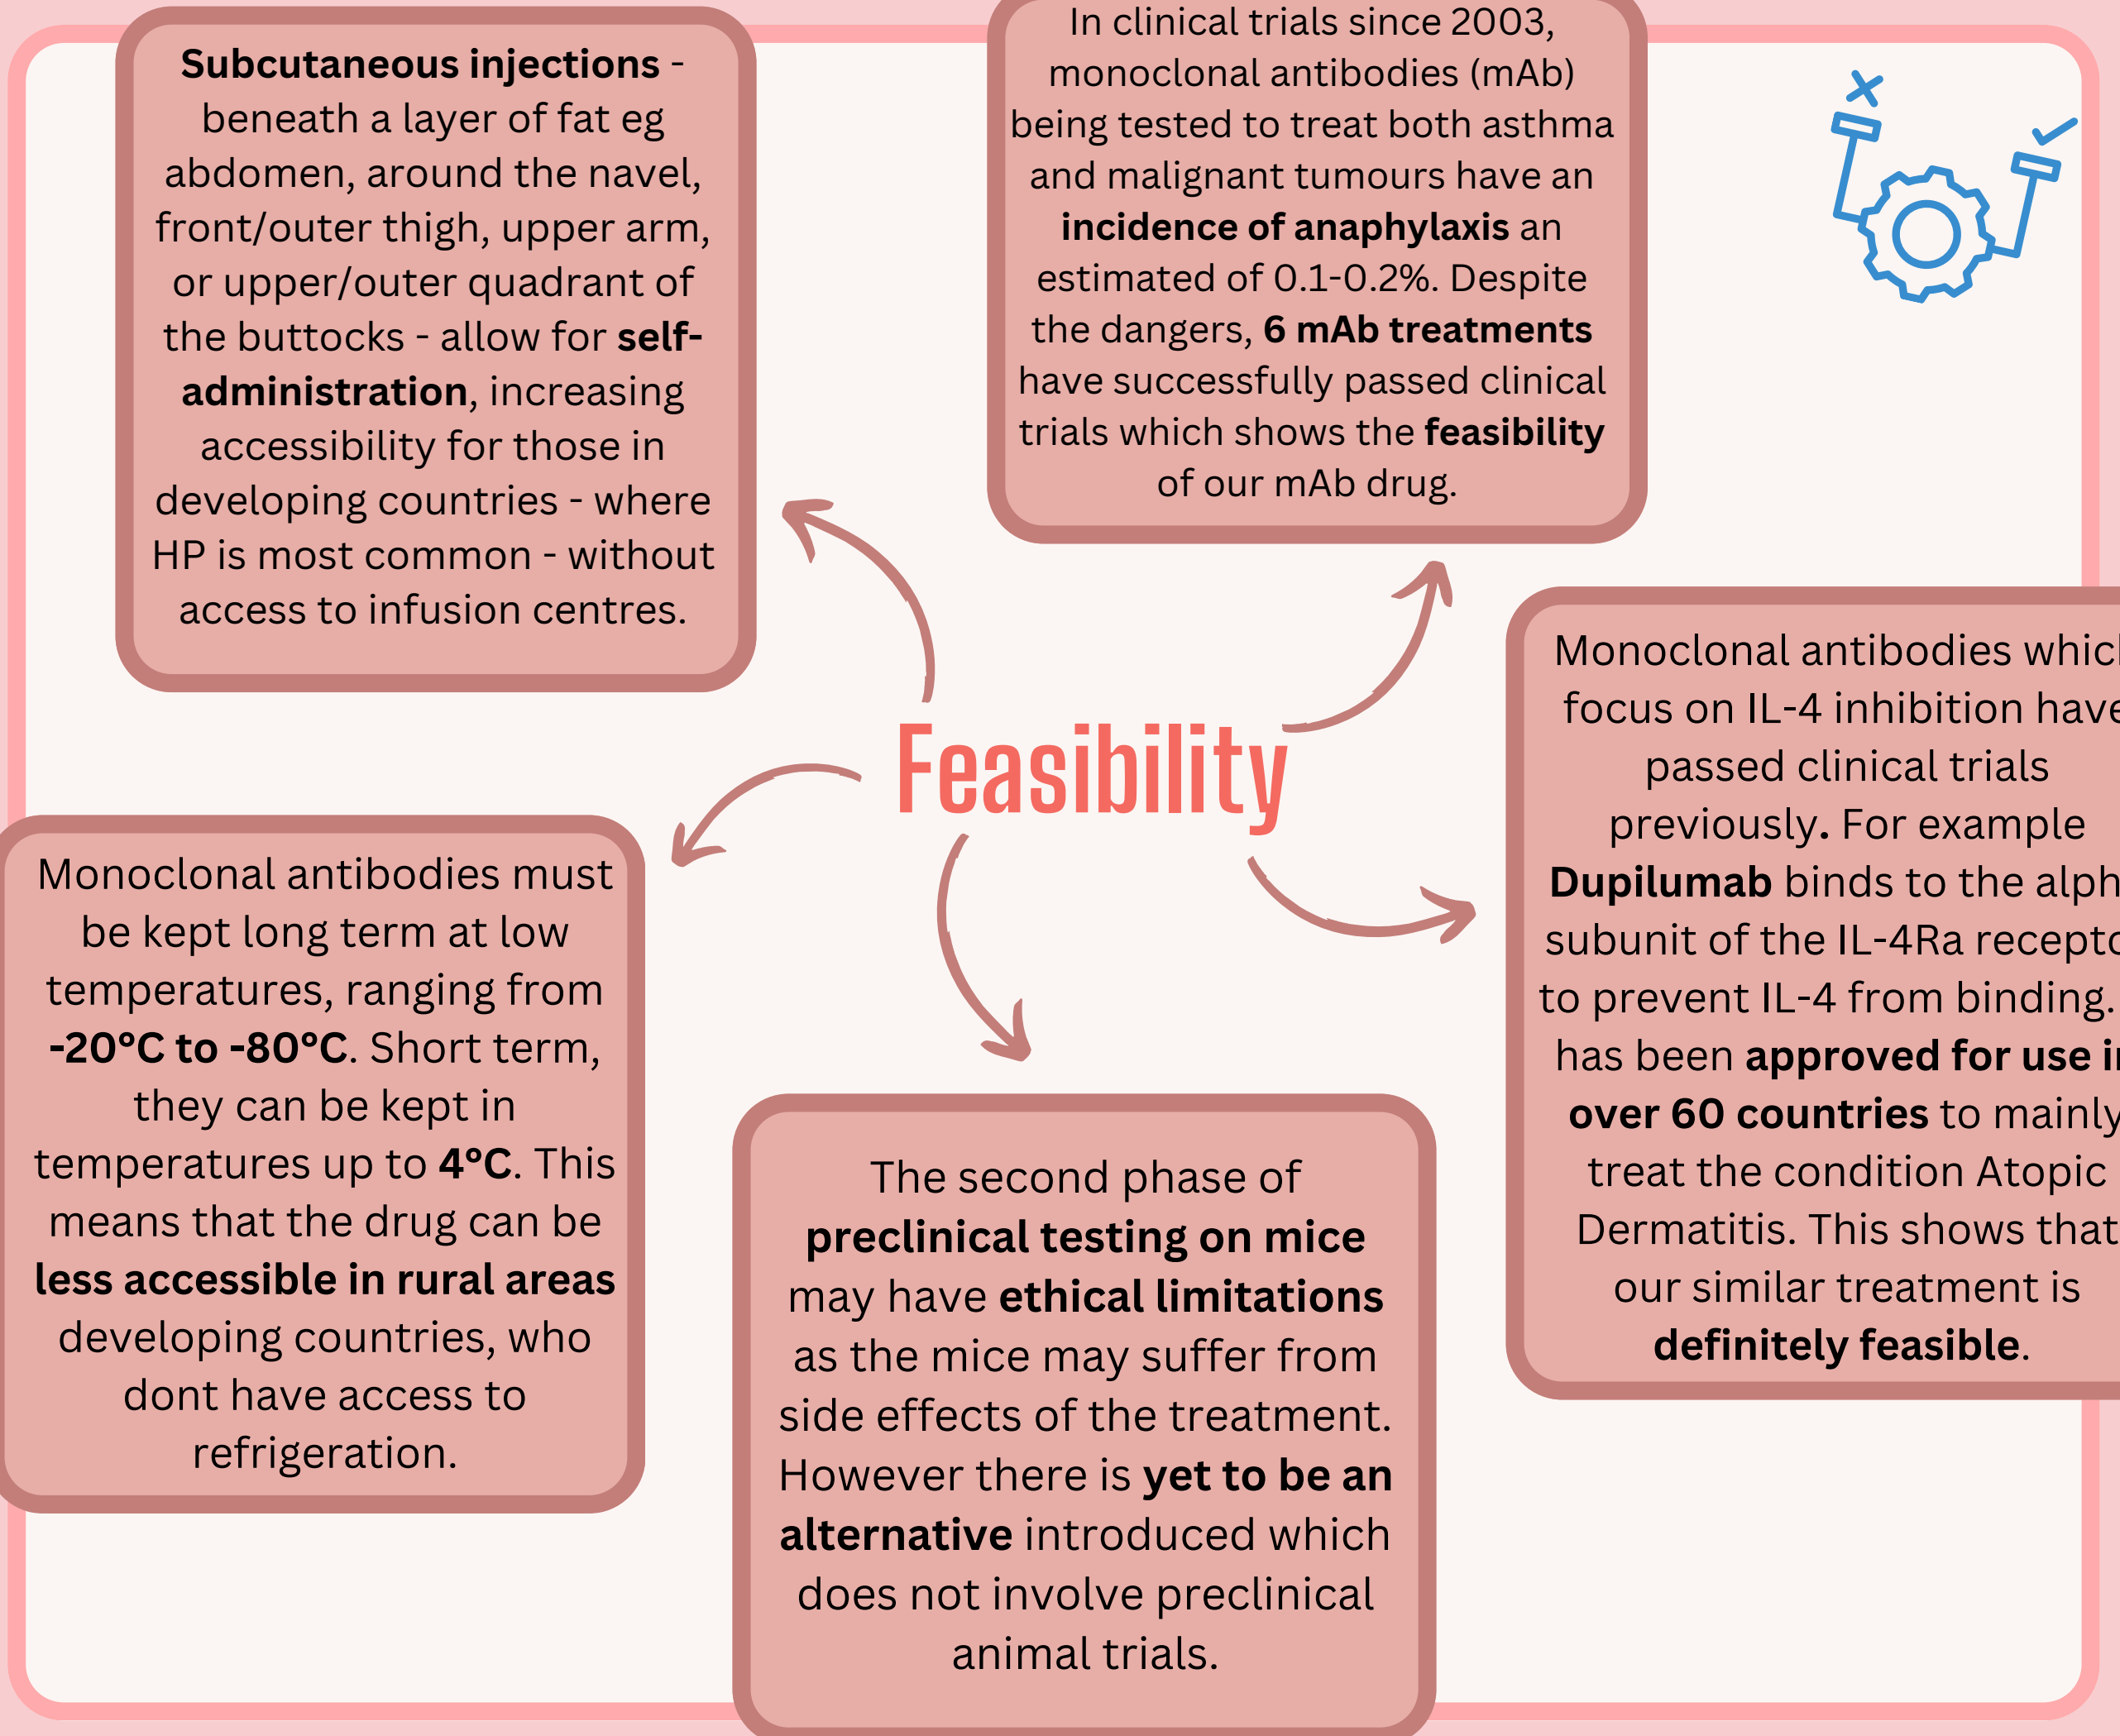 Subcutaneous injections -
beneath a layer of fat eg
abdomen, around the navel,
front/outer thigh, upper arm,
or upper/outer quadrant of
the buttocks - allow for self-
administration, increasing
accessibility for those in
developing countries - where
HP is most common - without
access to infusion centres.
In clinical trials since 2003,
monoclonal antibodies (mAb)
being tested to treat both asthma
and malignant tumours have an
incidence of anaphylaxis an
estimated of 0.1-0.2%. Despite
the dangers, 6 mAb treatments
have successfully passed clinical
trials which shows the feasibility
of our mAb drug.
Feasibility
Monoclonal antibodies must
be kept long term at low
temperatures, ranging from
-20°C to -80°C. Short term,
they can be kept in
temperatures up to 4°C. This
means that the drug can be
less accessible in rural areas
developing countries, who
dont have access to
refrigeration.
The second phase of
preclinical testing on mice
may have ethical limitations
as the mice may suffer from
side effects of the treatment.
However there is yet to be an
alternative introduced which
does not involve preclinical
animal trials.
Monoclonal antibodies which
focus on IL-4 inhibition have
passed clinical trials
previously. For example
Dupilumab binds to the alph
subunit of the IL-4Ra recepto
to prevent IL-4 from binding.
has been approved for use in
over 60 countries to mainly
treat the condition Atopic
Dermatitis. This shows that
our similar treatment is
definitely feasible.